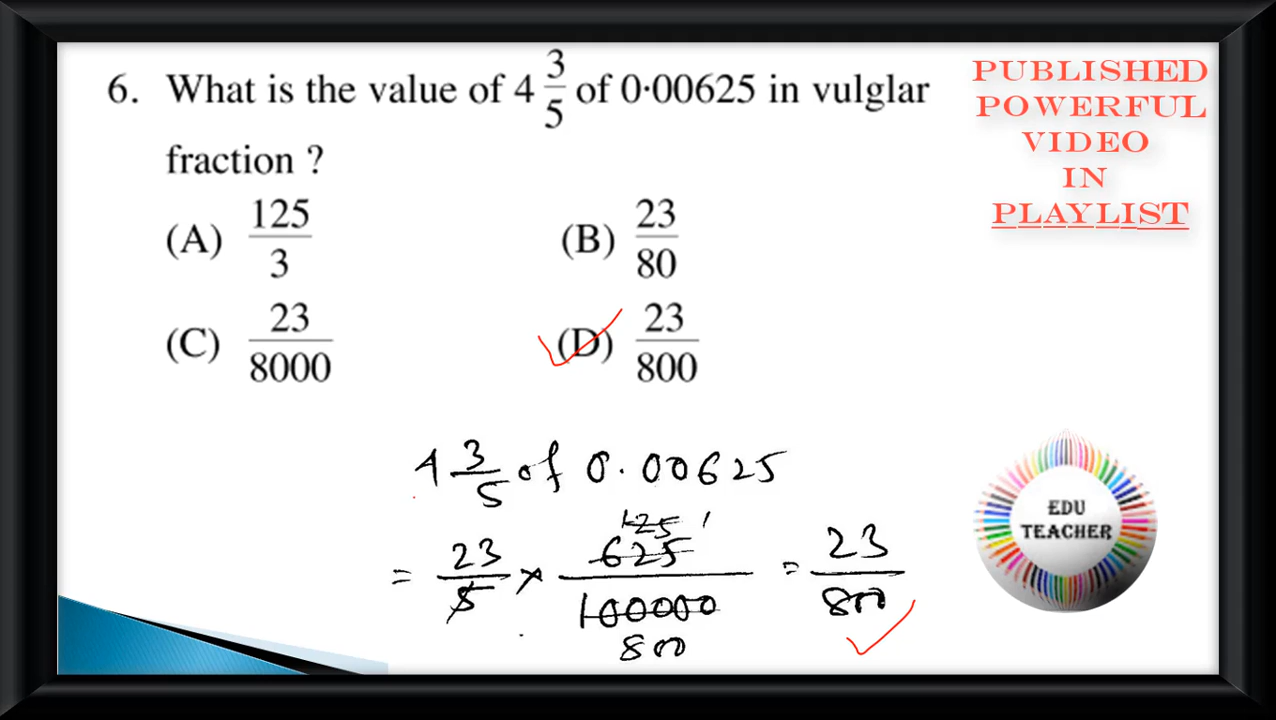 6. What is the value of 4 3/5 of 0·00625 in vulglar
fraction ?
(A) 125/3 (B) 23/80
(C) 23/8000 (D) 23/800
4 3/5 of 0.00625
= 23/5 × 625/100000 = 23/800
125 1
800
PUBLISHED
POWERFUL
VIDEO
IN
PLAYLIST
EDU
TEACHER